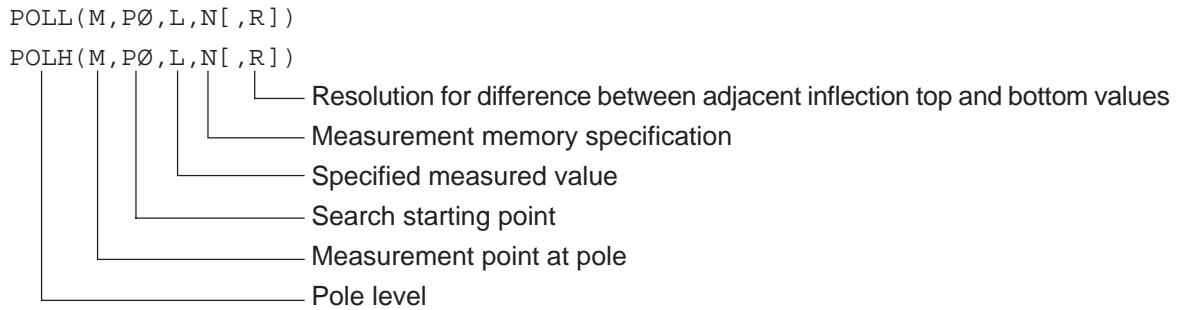 POLL(M,PØ,L,N[,R])
POLH(M,PØ,L,N[,R])
Resolution for difference between adjacent inflection top and bottom values
Measurement memory specification
Specified measured value
Search starting point
Measurement point at pole
Pole level